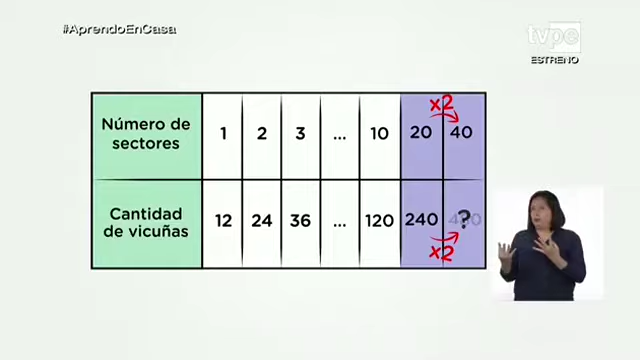 #AprendoEnCasa
tvpe
ESTRENO
x2
Número de sectores 1 2 3 ... 10 20 40
Cantidad de vicuñas 12 24 36 ... 120 240 ?
x2